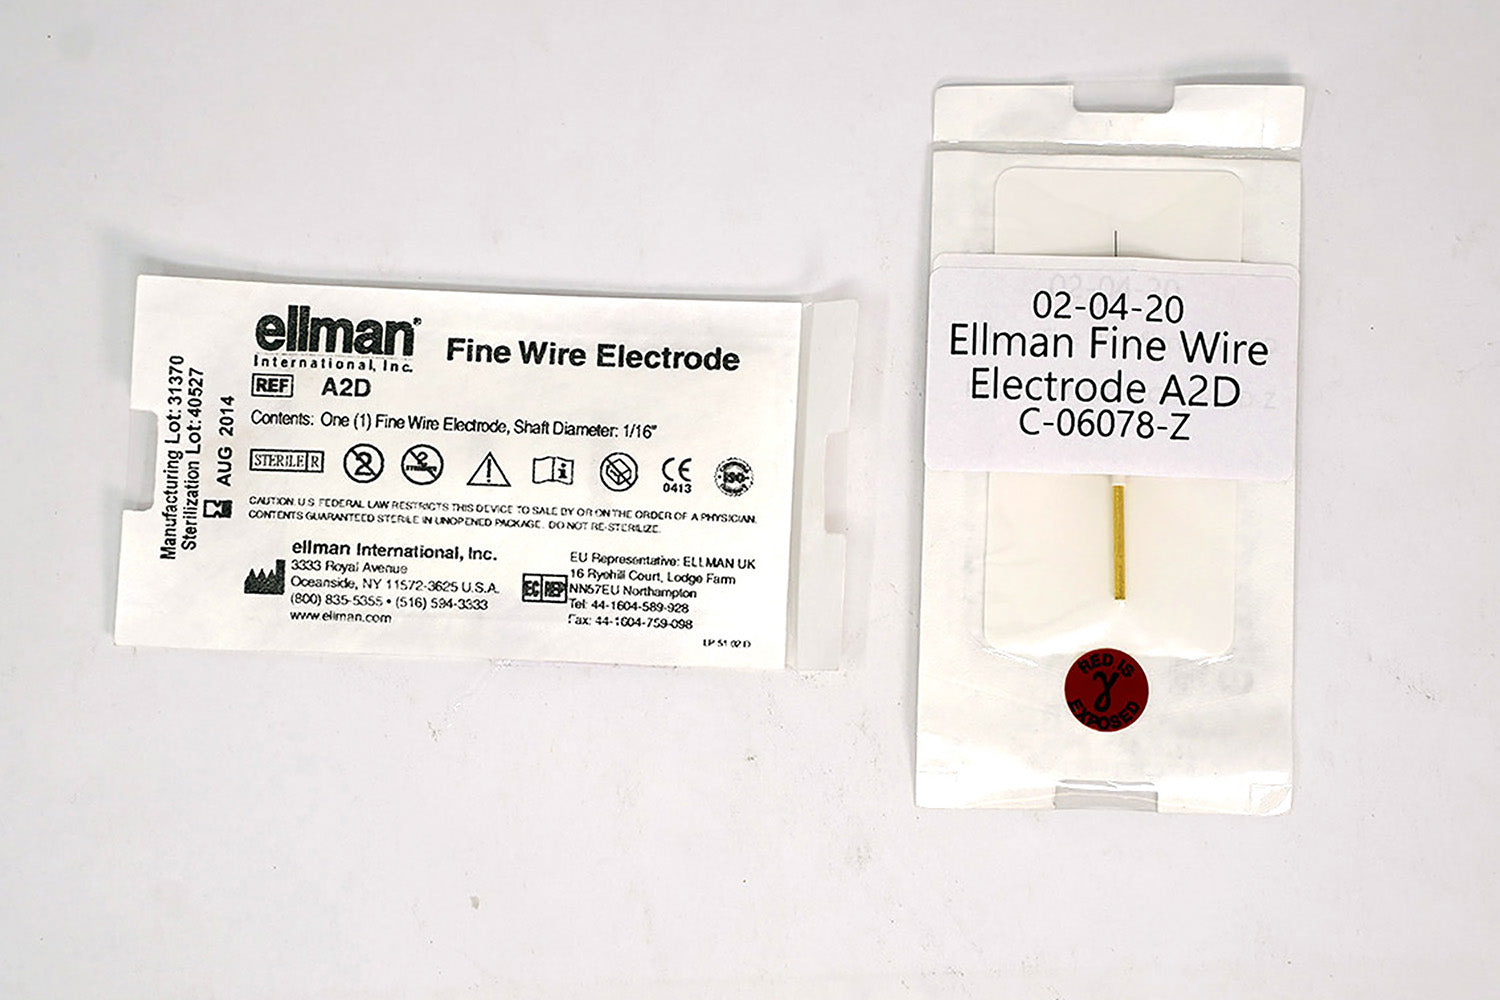 Manufacturing Lot: 31370
Sterilization Lot: 40527
AUG 2014
ellman®
International, Inc.
Fine Wire Electrode
REF A2D
Contents: One (1) Fine Wire Electrode, Shaft Diameter: 1/16"
STERILE R
2
CE
0413
ISO
CAUTION: U.S. FEDERAL LAW RESTRICTS THIS DEVICE TO SALE BY OR ON THE ORDER OF A PHYSICIAN.
CONTENTS GUARANTEED STERILE IN UNOPENED PACKAGE. DO NOT RE-STERILIZE.
ellman International, Inc.
3333 Royal Avenue
Oceanside, NY 11572-3625 U.S.A.
(800) 835-5355 • (516) 594-3333
www.ellman.com
EC REP
EU Representative: ELLMAN UK
16 Ryehill Court, Lodge Farm
NN57EU Northampton
Tel: 44-1604-589-928
Fax: 44-1604-759-098
02-04-20
Ellman Fine Wire
Electrode A2D
C-06078-Z
RED IS
γ
EXPOSED